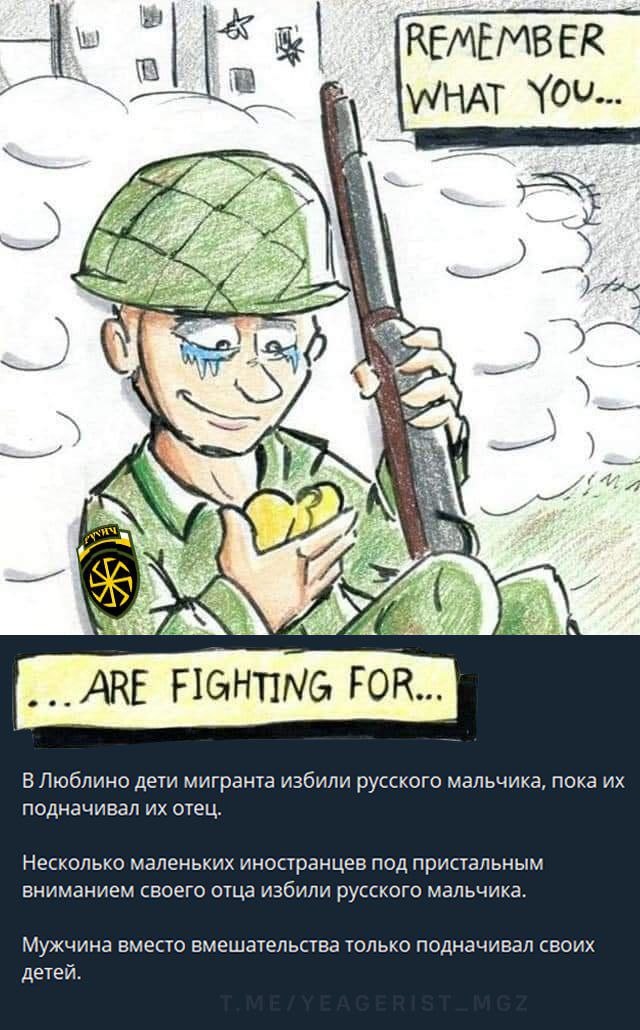 REMEMBER
WHAT YOU...
РУСИЧ
...ARE FIGHTING FOR...
В Люблино дети мигранта избили русского мальчика, пока их
подначивал их отец.
Несколько маленьких иностранцев под пристальным
вниманием своего отца избили русского мальчика.
Мужчина вместо вмешательства только подначивал своих
детей.
T.ME/YEAGERIST_MGZ